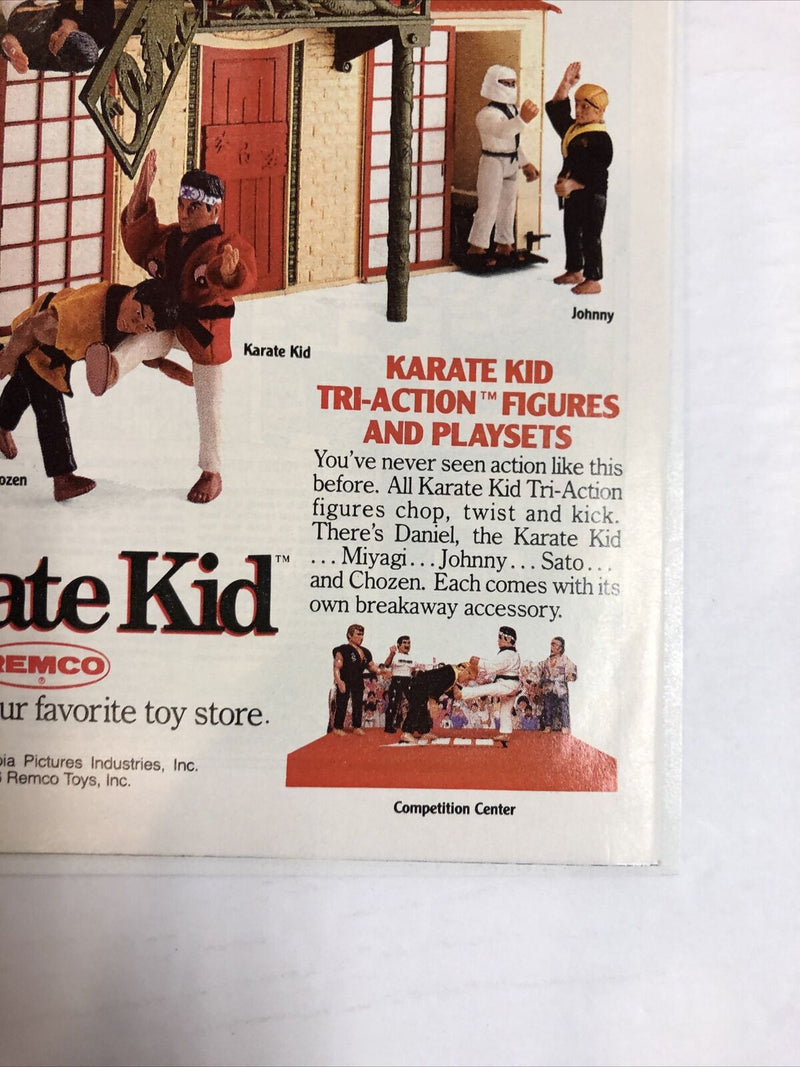 Johnny
Karate Kid
ozen
KARATE KID
TRI-ACTION™ FIGURES
AND PLAYSETS
You've never seen action like this
before. All Karate Kid Tri-Action
figures chop, twist and kick.
There's Daniel, the Karate Kid
... Miyagi... Johnny... Sato...
and Chozen. Each comes with its
own breakaway accessory.
ate Kid™
REMCO®
ur favorite toy store.
ia Pictures Industries, Inc.
Remco Toys, Inc.
Competition Center